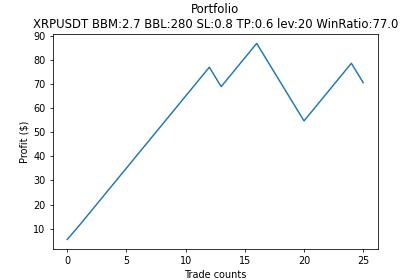 Portfolio
XRPUSDT BBM:2.7 BBL:280 SL:0.8 TP:0.6 lev:20 WinRatio:77.0
90
80
70
60
50
40
30
20
10
Profit ($)
0 5 10 15 20 25
Trade counts